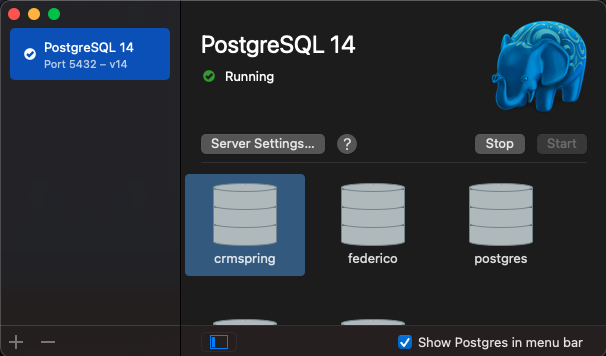 PostgreSQL 14
Port 5432 – v14
PostgreSQL 14
Running
Server Settings...
?
Stop
Start
crmspring
federico
postgres
Show Postgres in menu bar